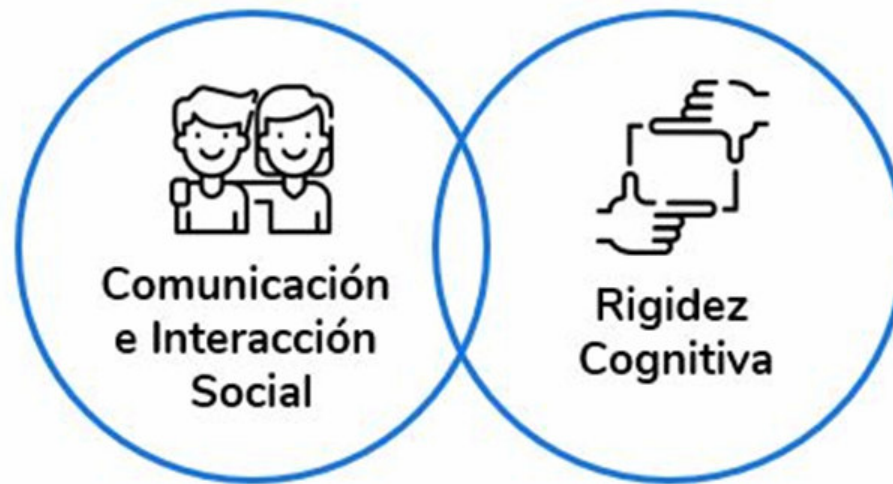 Comunicación
e Interacción
Social
Rigidez
Cognitiva